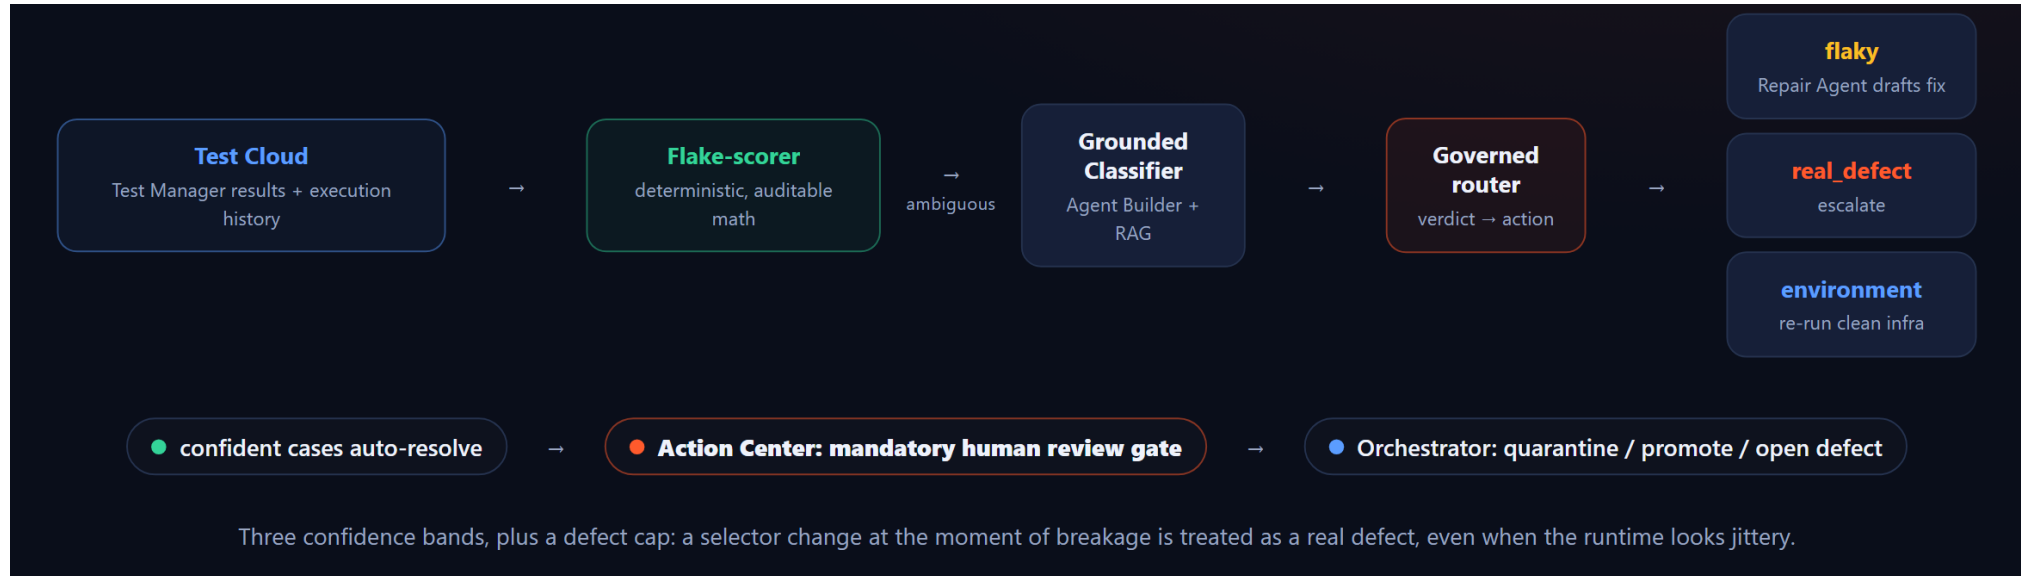 Test Cloud
Test Manager results + execution
history
→
Flake-scorer
deterministic, auditable
math
→
ambiguous
Grounded
Classifier
Agent Builder +
RAG
→
Governed
router
verdict → action
→
flaky
Repair Agent drafts fix
real_defect
escalate
environment
re-run clean infra
confident cases auto-resolve
→
Action Center: mandatory human review gate
→
Orchestrator: quarantine / promote / open defect
Three confidence bands, plus a defect cap: a selector change at the moment of breakage is treated as a real defect, even when the runtime looks jittery.